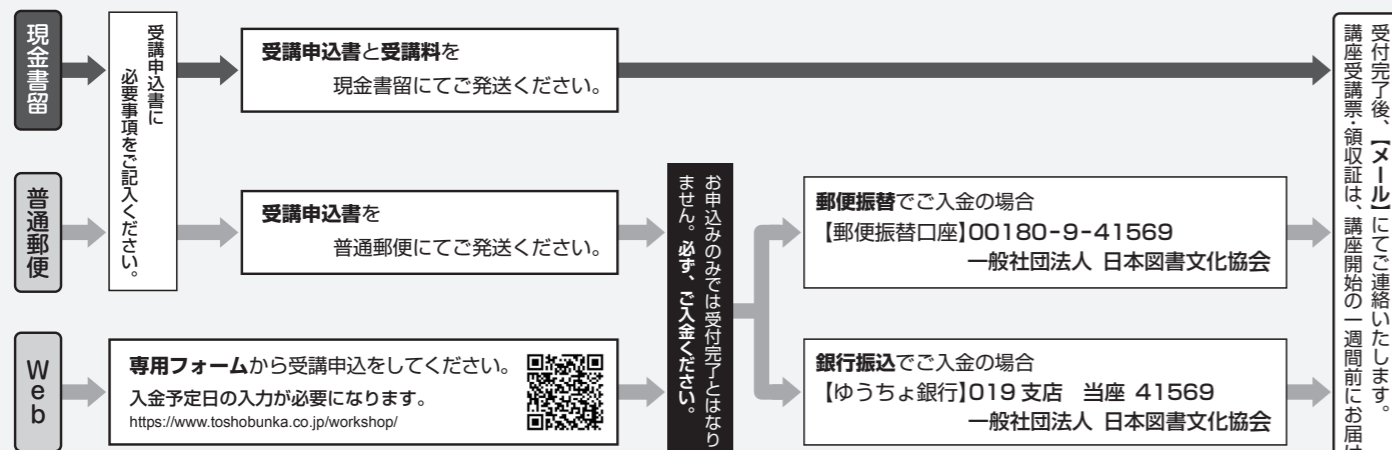 現金書留
受講申込書に
必要事項をご記入ください。
受講申込書と受講料を
現金書留にてご発送ください。
普通郵便
受講申込書を
普通郵便にてご発送ください。
Web
専用フォームから受講申込をしてください。
入金予定日の入力が必要になります。
https://www.toshobunka.co.jp/workshop/
お申込みのみでは受付完了とはなり
ません。必ず、ご入金ください。
郵便振替でご入金の場合
【郵便振替口座】00180-9-41569
一般社団法人 日本図書文化協会
銀行振込でご入金の場合
【ゆうちょ銀行】019支店 当座 41569
一般社団法人 日本図書文化協会
受付完了後、【メール】にてご連絡いたします。
講座受講票・領収証は、講座開始の一週間前にお届け